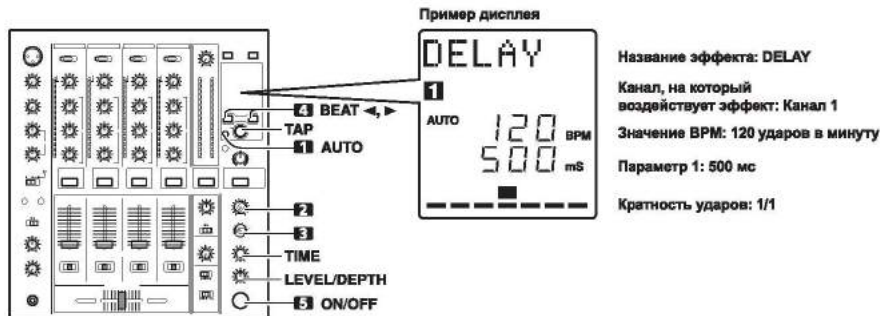 Пример дисплея
DELAY
1
AUTO
120 BPM
500 mS
Название эффекта: DELAY
Канал, на который
воздействует эффект: Канал 1
Значение BPM: 120 ударов в минуту
Параметр 1: 500 мс
Кратность ударов: 1/1
4 BEAT ◄, ►
TAP
1 AUTO
2
3
TIME
LEVEL/DEPTH
5 ON/OFF